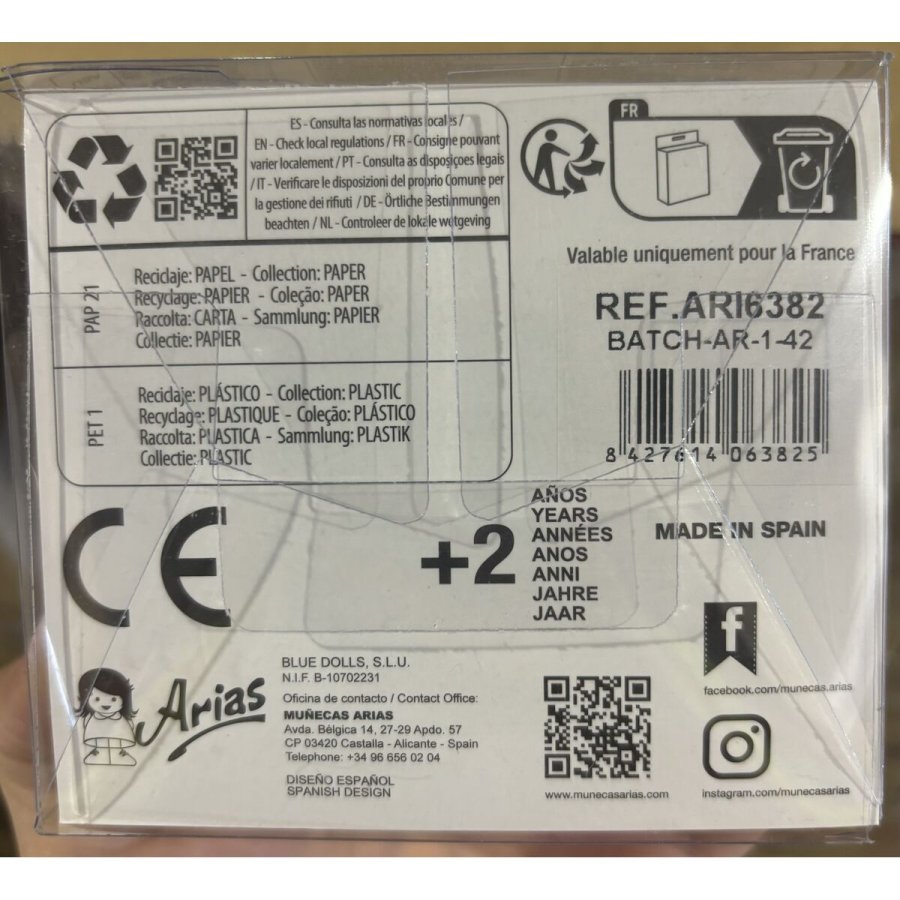 ES - Consulta las normativas locales /
EN - Check local regulations / FR - Consigne pouvant
varier localement / PT - Consulta as disposiçoes legais
/ IT - Verificare le disposizioni del proprio Comune per
la gestione dei rifiuti / DE - Örtliche Bestimmungen
beachten / NL - Controleer de lokale wetgeving
PAP 21
Reciclaje: PAPEL - Collection: PAPER
Recyclage: PAPIER - Coleção: PAPER
Raccolta: CARTA - Sammlung: PAPIER
Collectie: PAPIER
PET 1
Reciclaje: PLÁSTICO - Collection: PLASTIC
Recyclage: PLASTIQUE - Coleção: PLÁSTICO
Raccolta: PLASTICA - Sammlung: PLASTIK
Collectie: PLASTIC
FR
Valable uniquement pour la France
REF.ARI6382
BATCH-AR-1-42
8 427614 063825
CE
+2
AÑOS
YEARS
ANNÉES
ANOS
ANNI
JAHRE
JAAR
MADE IN SPAIN
Arias
BLUE DOLLS, S.L.U.
N.I.F. B-10702231
Oficina de contacto / Contact Office:
MUÑECAS ARIAS
Avda. Bélgica 14, 27-29 Apdo. 57
CP 03420 Castalla - Alicante - Spain
Telephone: +34 96 656 02 04
DISEÑO ESPAÑOL
SPANISH DESIGN
www.munecasarias.com
f
facebook.com/muñecas.arias
instagram.com/munecasarias